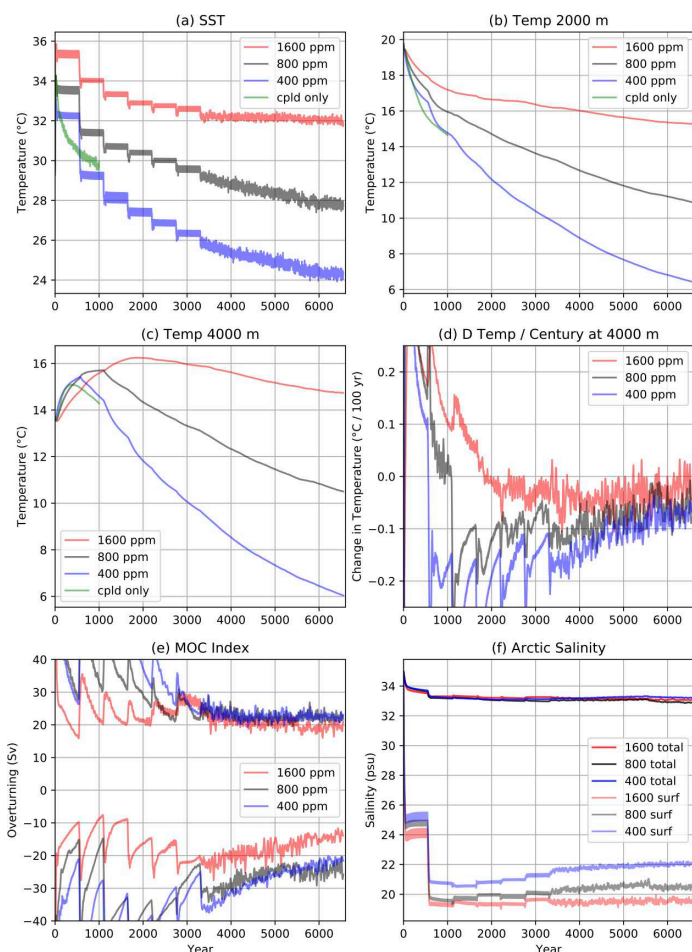 (a) SST
36
34
32
30
28
26
24
Temperature (°C)
0 1000 2000 3000 4000 5000 6000
1600 ppm
800 ppm
400 ppm
cpld only
(b) Temp 2000 m
20
18
16
14
12
10
8
6
Temperature (°C)
0 1000 2000 3000 4000 5000 6000
1600 ppm
800 ppm
400 ppm
cpld only
(c) Temp 4000 m
16
14
12
10
8
6
Temperature (°C)
0 1000 2000 3000 4000 5000 6000
1600 ppm
800 ppm
400 ppm
cpld only
(d) D Temp / Century at 4000 m
0.2
0.1
0.0
−0.1
−0.2
Change in Temperature (°C / 100 yr)
0 1000 2000 3000 4000 5000 6000
1600 ppm
800 ppm
400 ppm
(e) MOC Index
40
30
20
10
0
−10
−20
−30
−40
Overturning (Sv)
0 1000 2000 3000 4000 5000 6000
Year
1600 ppm
800 ppm
400 ppm
(f) Arctic Salinity
34
32
30
28
26
24
22
20
Salinity (psu)
0 1000 2000 3000 4000 5000 6000
Year
1600 total
800 total
400 total
1600 surf
800 surf
400 surf